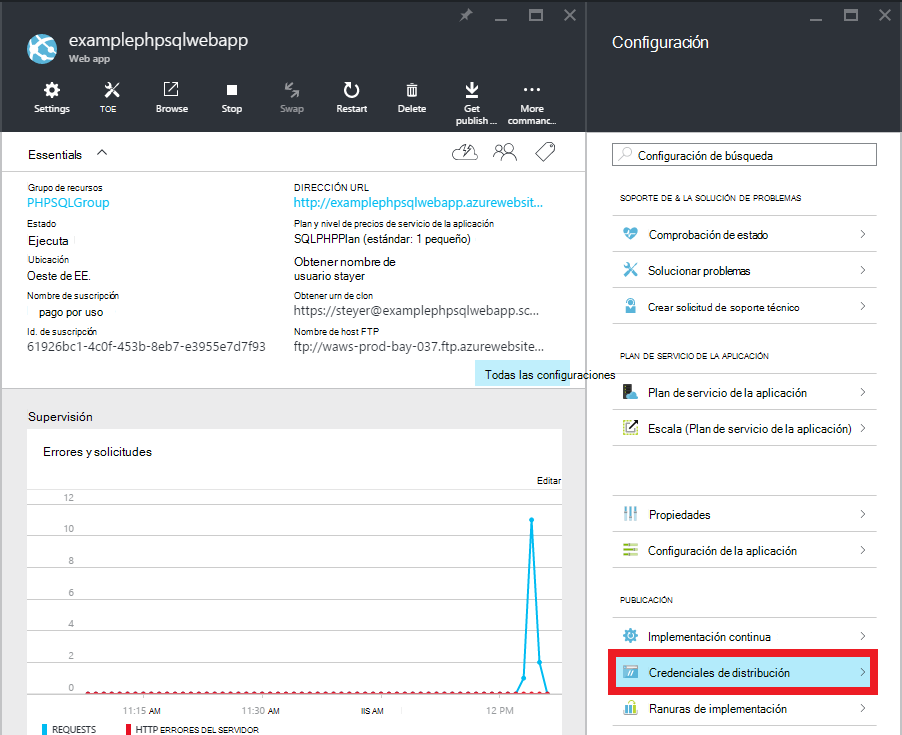 examplephpsqlwebapp
Web app
Settings
TOE
Browse
Stop
Swap
Restart
Delete
Get
publish ...
More
commanc...
Essentials
Grupo de recursos
PHPSQLGroup
Estado
Ejecuta
Ubicación
Oeste de EE.
Nombre de suscripción
pago por uso
Id. de suscripción
61926bc1-4c0f-453b-8eb7-e3955e7d7f93
DIRECCIÓN URL
http://examplephpsqlwebapp.azurewebsit...
Plan y nivel de precios de servicio de la aplicación
SQLPHPPlan (estándar: 1 pequeño)
Obtener nombre de
usuario stayer
Obtener urn de clon
https://steyer@examplephpsqlwebapp.sc...
Nombre de host FTP
ftp://waws-prod-bay-037.ftp.azurewebsite...
Todas las configuraciones
Supervisión
Errores y solicitudes
Editar
12
10
8
6
4
2
0
11:15 AM
11:30 AM
IIS AM
12 PM
REQUESTS
HTTP ERRORES DEL SERVIDOR
Configuración
Configuración de búsqueda
SOPORTE DE & LA SOLUCIÓN DE PROBLEMAS
Comprobación de estado
Solucionar problemas
Crear solicitud de soporte técnico
PLAN DE SERVICIO DE LA APLICACIÓN
Plan de servicio de la aplicación
Escala (Plan de servicio de la aplicación)
Propiedades
Configuración de la aplicación
PUBLICACIÓN
Implementación continua
Credenciales de distribución
Ranuras de implementación